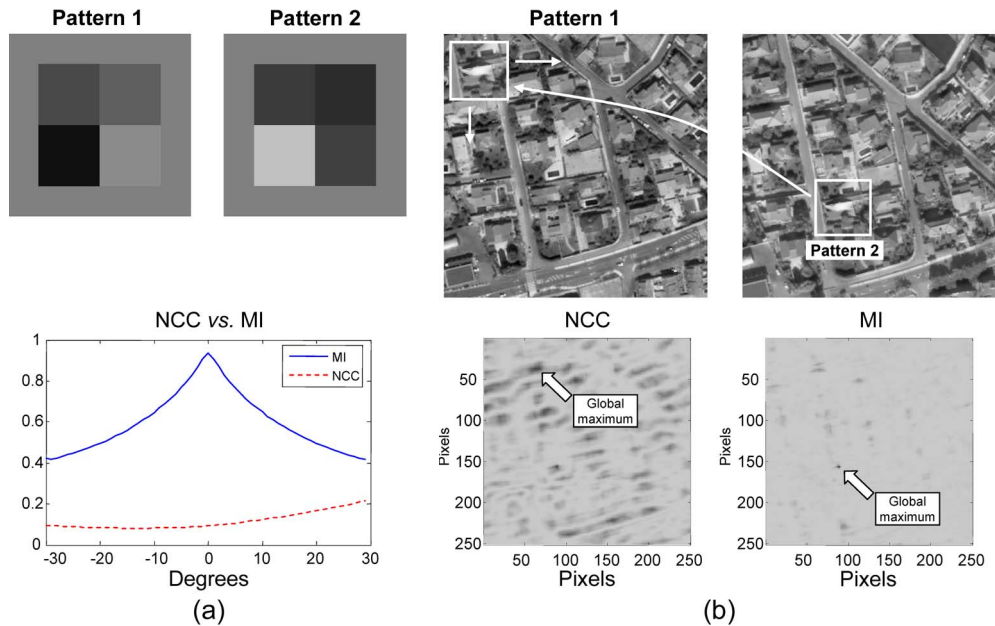 Pattern 1
Pattern 2
Pattern 1
Pattern 2
NCC vs. MI
1
0.8
0.6
0.4
0.2
0
MI
NCC
-30
-20
-10
0
10
20
30
Degrees
(a)
NCC
50
100
150
200
250
Pixels
Global
maximum
50
100
150
200
250
Pixels
MI
50
100
150
200
250
Pixels
Global
maximum
50
100
150
200
250
Pixels
(b)